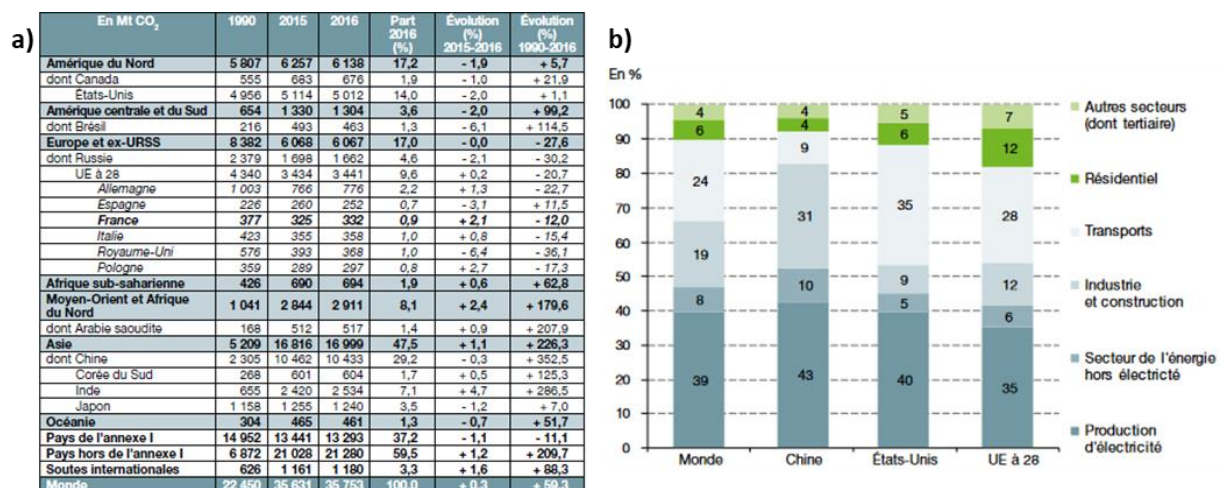 a)
En Mt CO2 1990 2015 2016 Part 2016 (%) Évolution (%) 2015-2016 Évolution (%) 1990-2016
Amérique du Nord 5 807 6 257 6 138 17,2 - 1,9 + 5,7
dont Canada 555 683 676 1,9 - 1,0 + 21,9
États-Unis 4 956 5 114 5 012 14,0 - 2,0 + 1,1
Amérique centrale et du Sud 654 1 330 1 304 3,6 - 2,0 + 99,2
dont Brésil 216 493 463 1,3 - 6,1 + 114,5
Europe et ex-URSS 8 382 6 068 6 067 17,0 - 0,0 - 27,6
dont Russie 2 379 1 698 1 662 4,6 - 2,1 - 30,2
UE à 28 4 340 3 434 3 441 9,6 + 0,2 - 20,7
Allemagne 1 003 766 776 2,2 + 1,3 - 22,7
Espagne 226 260 252 0,7 - 3,1 + 11,5
France 377 325 332 0,9 + 2,1 - 12,0
Italie 423 355 358 1,0 + 0,8 - 15,4
Royaume-Uni 576 393 368 1,0 - 6,4 - 36,1
Pologne 359 289 297 0,8 + 2,7 - 17,3
Afrique sub-saharienne 426 690 694 1,9 + 0,6 + 62,8
Moyen-Orient et Afrique du Nord 1 041 2 844 2 911 8,1 + 2,4 + 179,6
dont Arabie saoudite 168 512 517 1,4 + 0,9 + 207,9
Asie 5 209 16 816 16 999 47,5 + 1,1 + 226,3
dont Chine 2 305 10 462 10 433 29,2 - 0,3 + 352,5
Corée du Sud 268 601 604 1,7 + 0,5 + 125,3
Inde 655 2 420 2 534 7,1 + 4,7 + 286,5
Japon 1 158 1 255 1 240 3,5 - 1,2 + 7,0
Océanie 304 465 461 1,3 - 0,7 + 51,7
Pays de l'annexe I 14 952 13 441 13 293 37,2 - 1,1 - 11,1
Pays hors de l'annexe I 6 872 21 028 21 280 59,5 + 1,2 + 209,7
Soutes internationales 626 1 161 1 180 3,3 + 1,6 + 88,3
Monde 22 450 35 631 35 753 100,0 + 0,3 + 59,3
b)
En %
100
90
80
70
60
50
40
30
20
10
0
4 6 24 19 8 39
4 4 9 31 10 43
5 6 35 9 5 40
7 12 28 12 6 35
Monde Chine États-Unis UE à 28
Autres secteurs
(dont tertiaire)
Résidentiel
Transports
Industrie
et construction
Secteur de l'énergie
hors électricté
Production
d'électricité